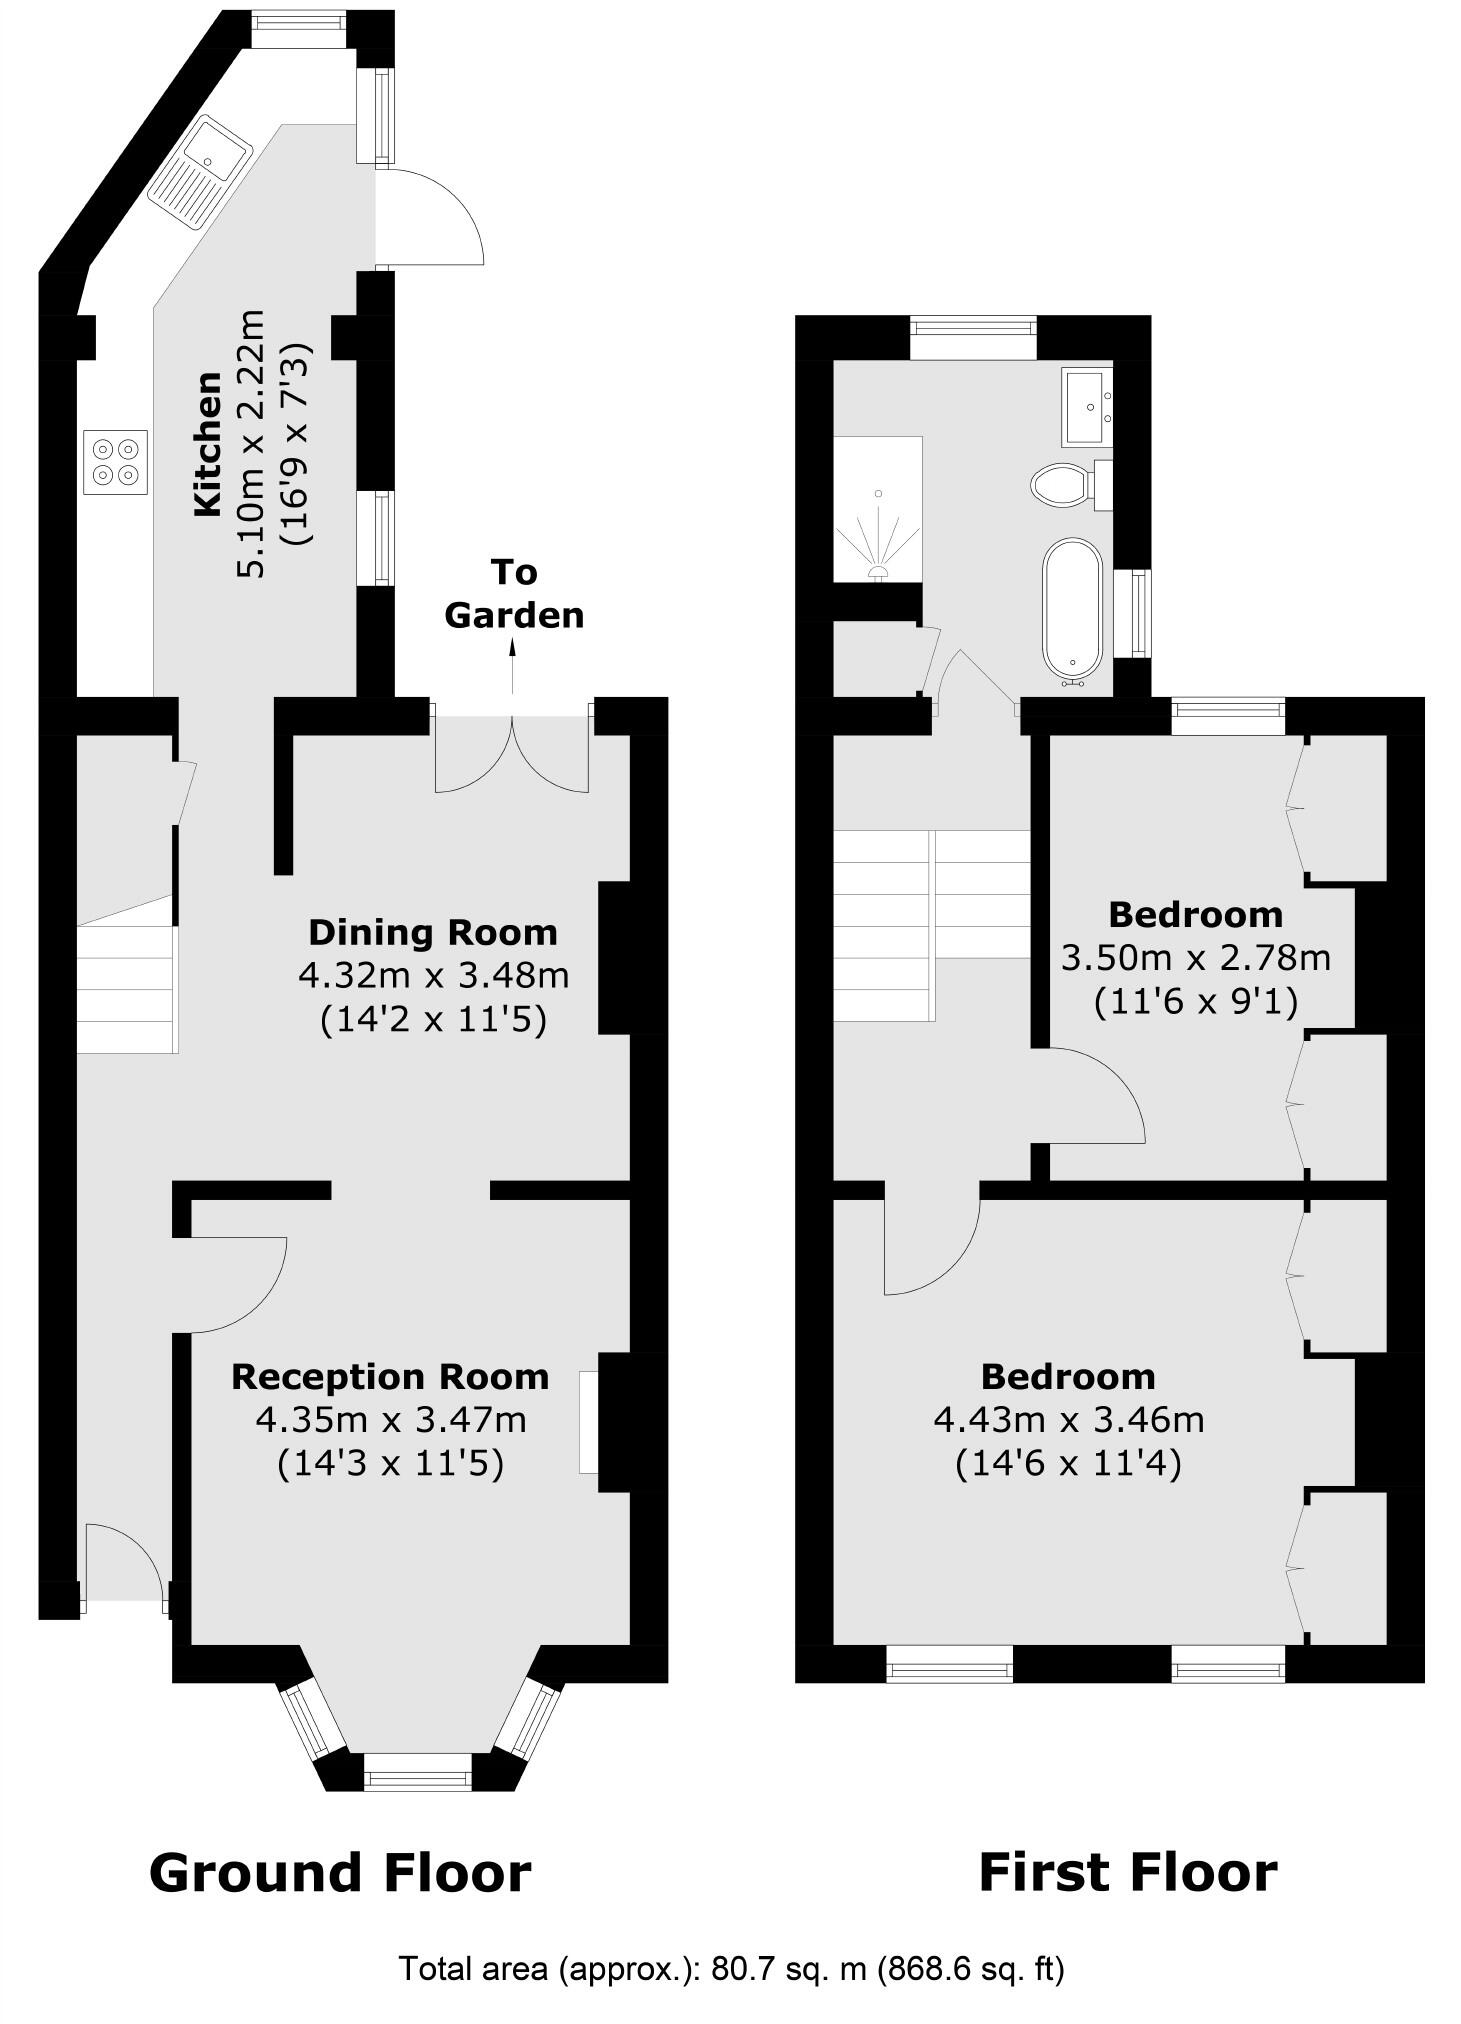 Kitchen
5.10m x 2.22m
(16'9 x 7'3)
To
Garden
Dining Room
4.32m x 3.48m
(14'2 x 11'5)
Reception Room
4.35m x 3.47m
(14'3 x 11'5)
Bedroom
3.50m x 2.78m
(11'6 x 9'1)
Bedroom
4.43m x 3.46m
(14'6 x 11'4)
Ground Floor
First Floor
Total area (approx.): 80.7 sq. m (868.6 sq. ft)